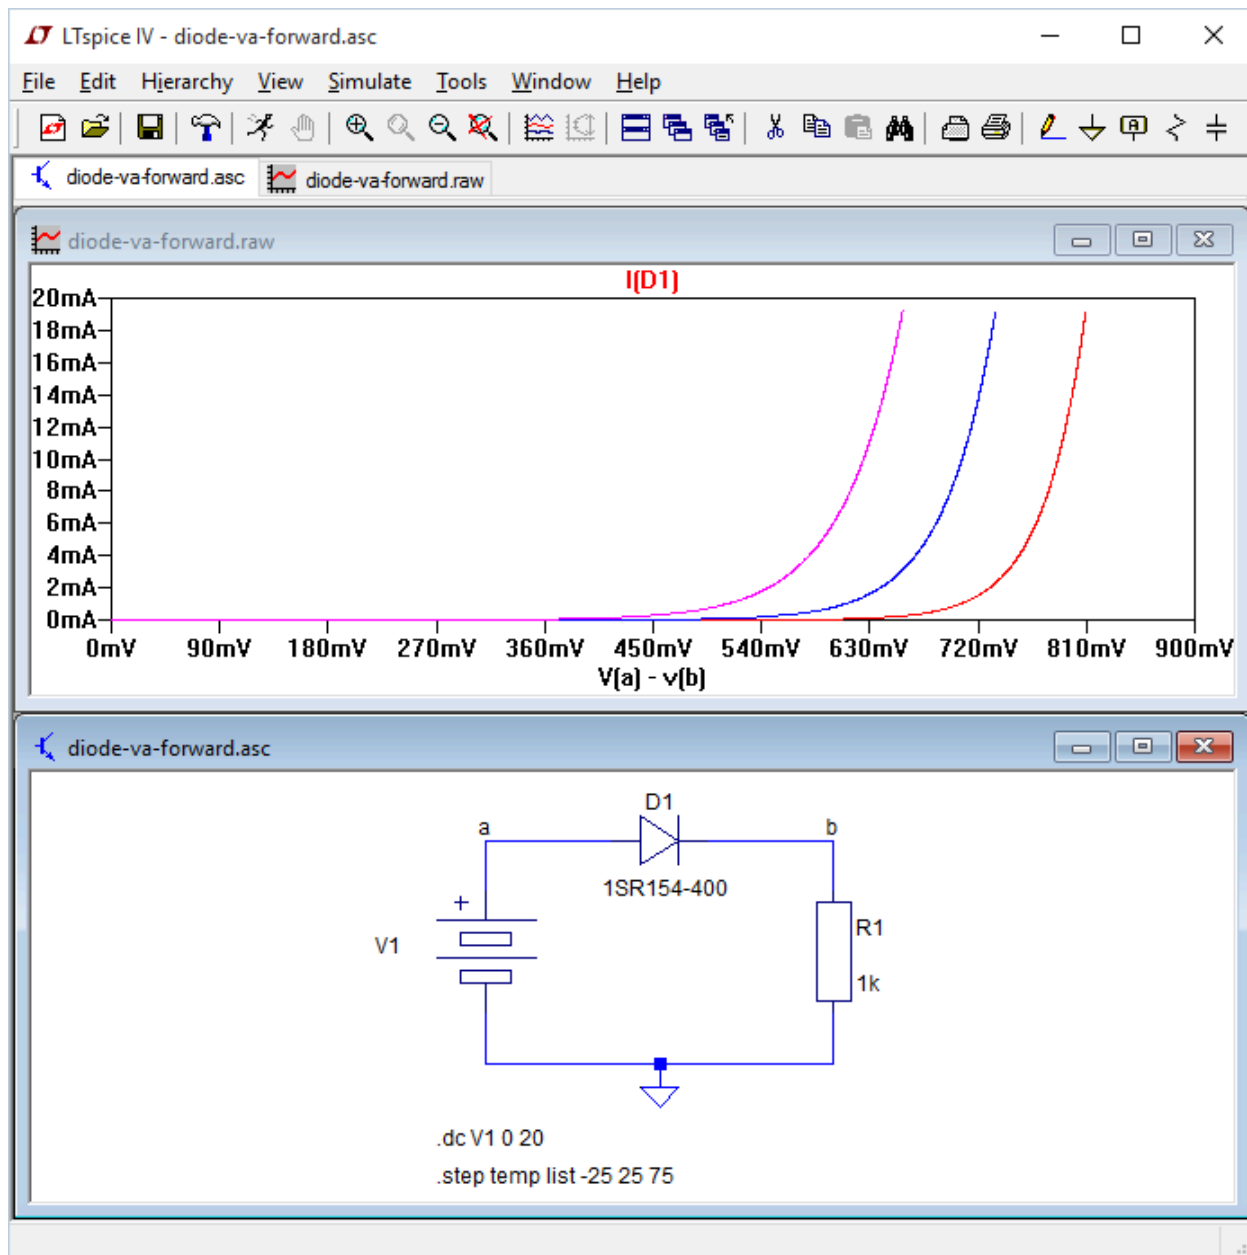 LTspice IV - diode-va-forward.asc
File Edit Hierarchy View Simulate Tools Window Help
diode-va-forward.asc diode-va-forward.raw
diode-va-forward.raw
I(D1)
20mA
18mA
16mA
14mA
12mA
10mA
8mA
6mA
4mA
2mA
0mA
0mV 90mV 180mV 270mV 360mV 450mV 540mV 630mV 720mV 810mV 900mV
V(a) - v(b)
diode-va-forward.asc
D1
a b
1SR154-400
+
V1
R1
1k
.dc V1 0 20
.step temp list -25 25 75